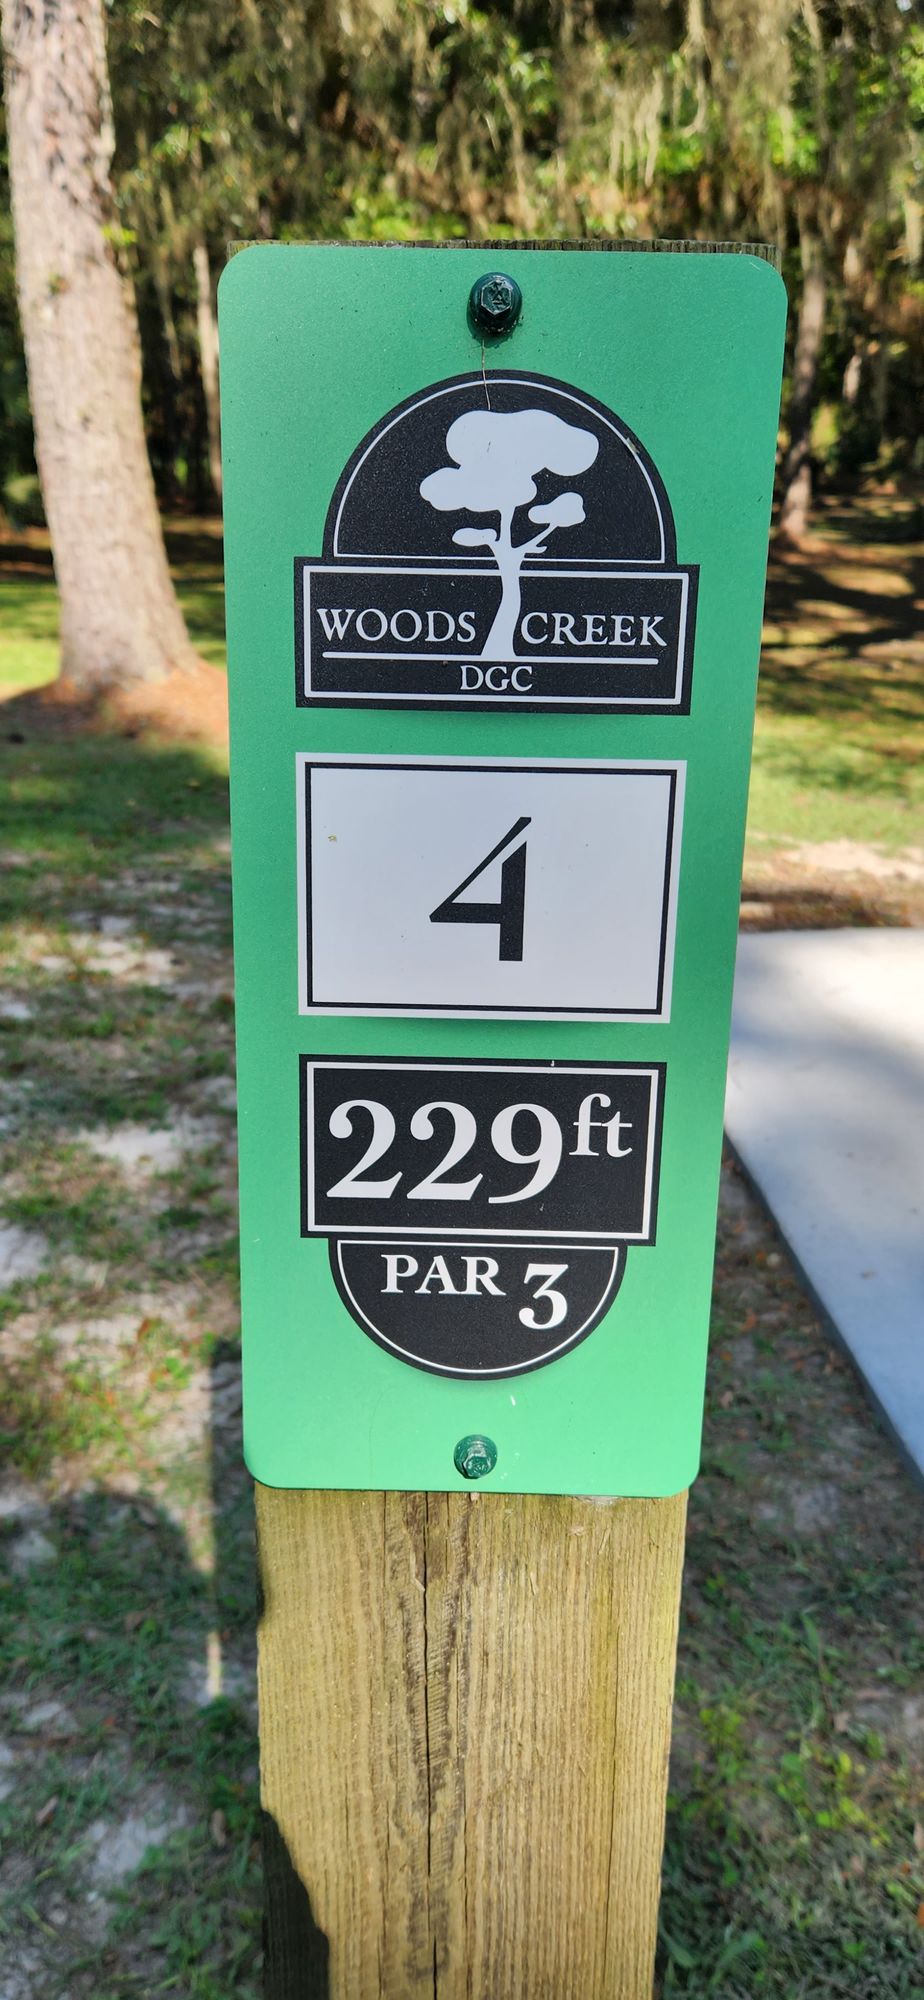 WOODS CREEK
DGC
4
229ft
PAR 3